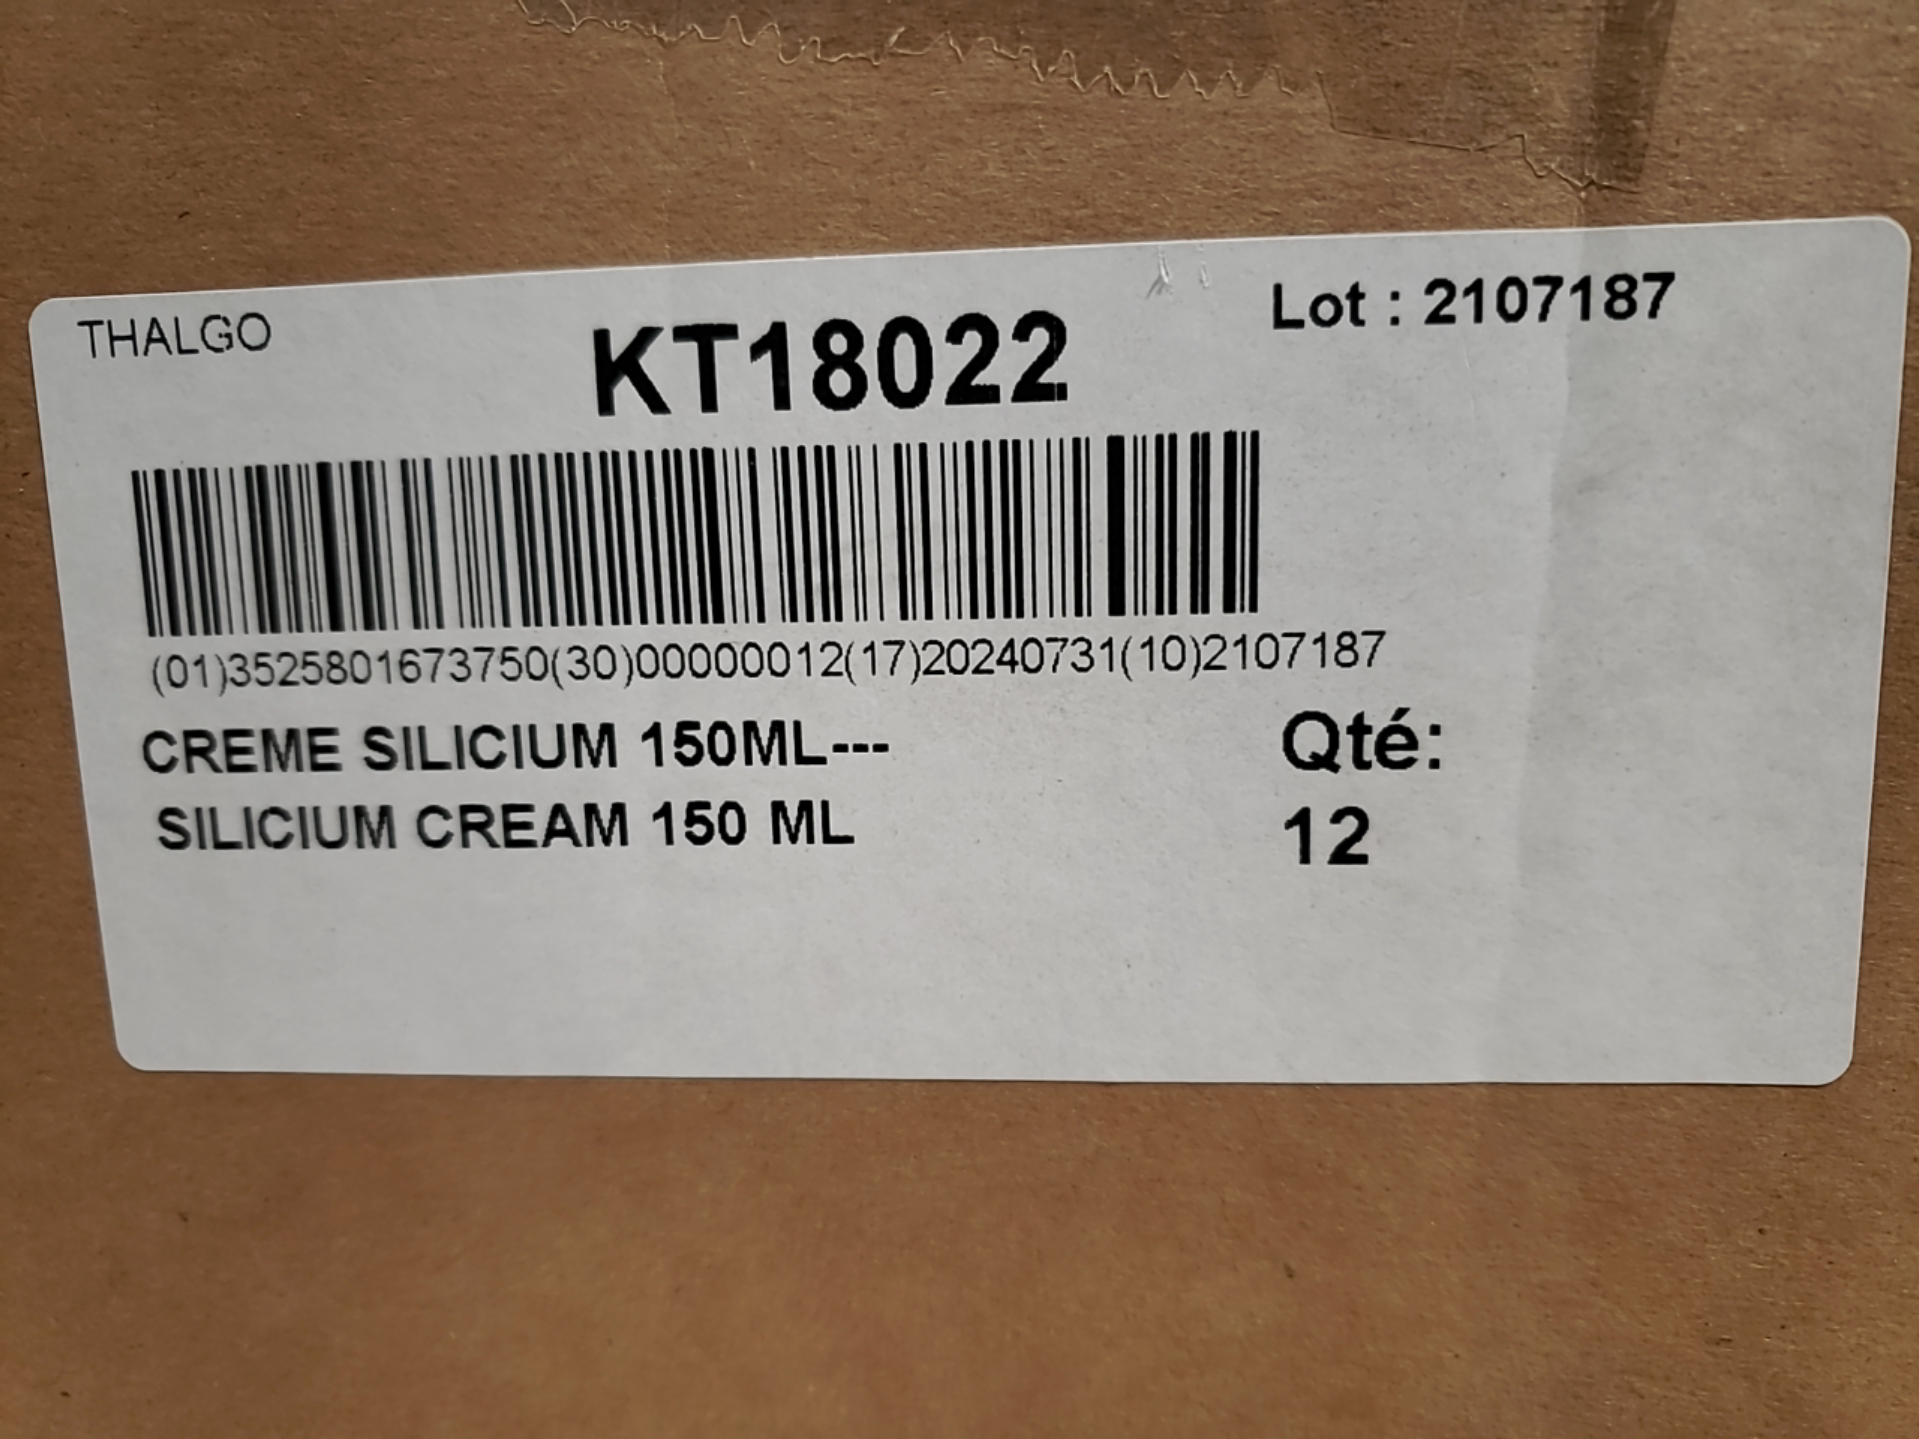 THALGO
KT18022
Lot : 2107187
(01)3525801673750(30)00000012(17)20240731(10)2107187
CREME SILICIUM 150ML---
SILICIUM CREAM 150 ML
Qté:
12